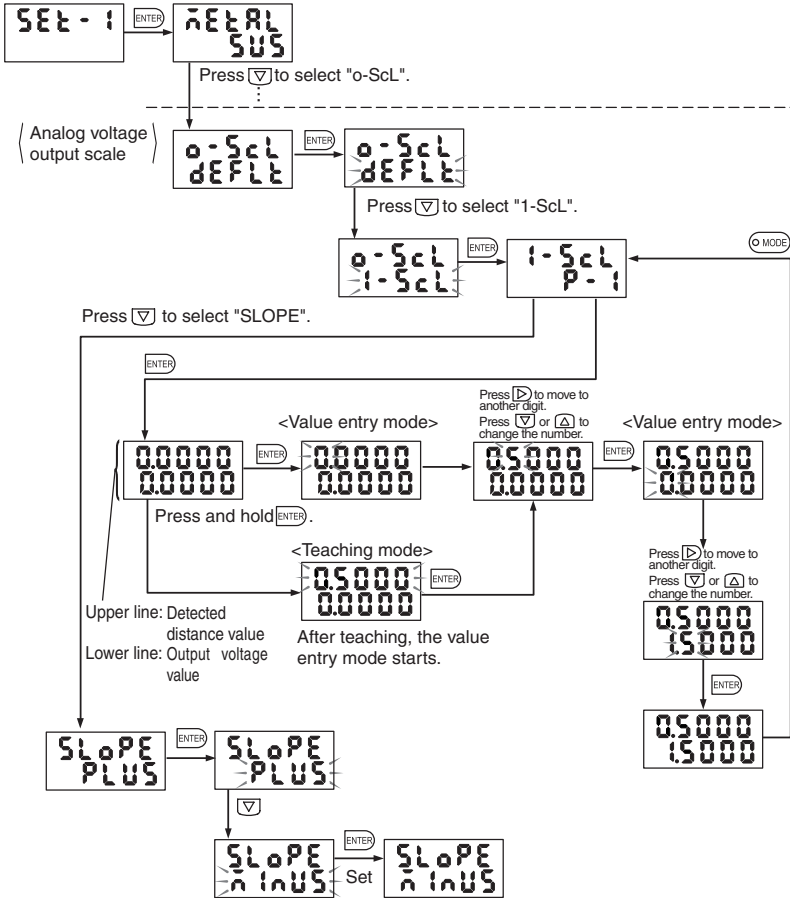 SEt-1
ENTER
mEtAL
SUS
Press ▽ to select "o-ScL".
Analog voltage
output scale
o-ScL
dEFLt
ENTER
o-ScL
dEFLt
Press ▽ to select "1-ScL".
o-ScL
1-ScL
ENTER
1-ScL
P-1
MODE
Press ▽ to select "SLOPE".
ENTER
0.0000
0.0000
ENTER
<Value entry mode>
0.0000
0.0000
Press ▷ to move to
another digit.
Press ▽ or △ to
change the number.
0.5000
0.0000
ENTER
<Value entry mode>
0.5000
0.0000
Press and hold ENTER.
<Teaching mode>
0.5000
0.0000
ENTER
After teaching, the value
entry mode starts.
Upper line: Detected
distance value
Lower line: Output voltage
value
Press ▷ to move to
another digit.
Press ▽ or △ to
change the number.
0.5000
1.5000
ENTER
0.5000
1.5000
SLoPE
PLUS
ENTER
SLoPE
PLUS
▽
SLoPE
mInUS
ENTER
Set
SLoPE
mInUS